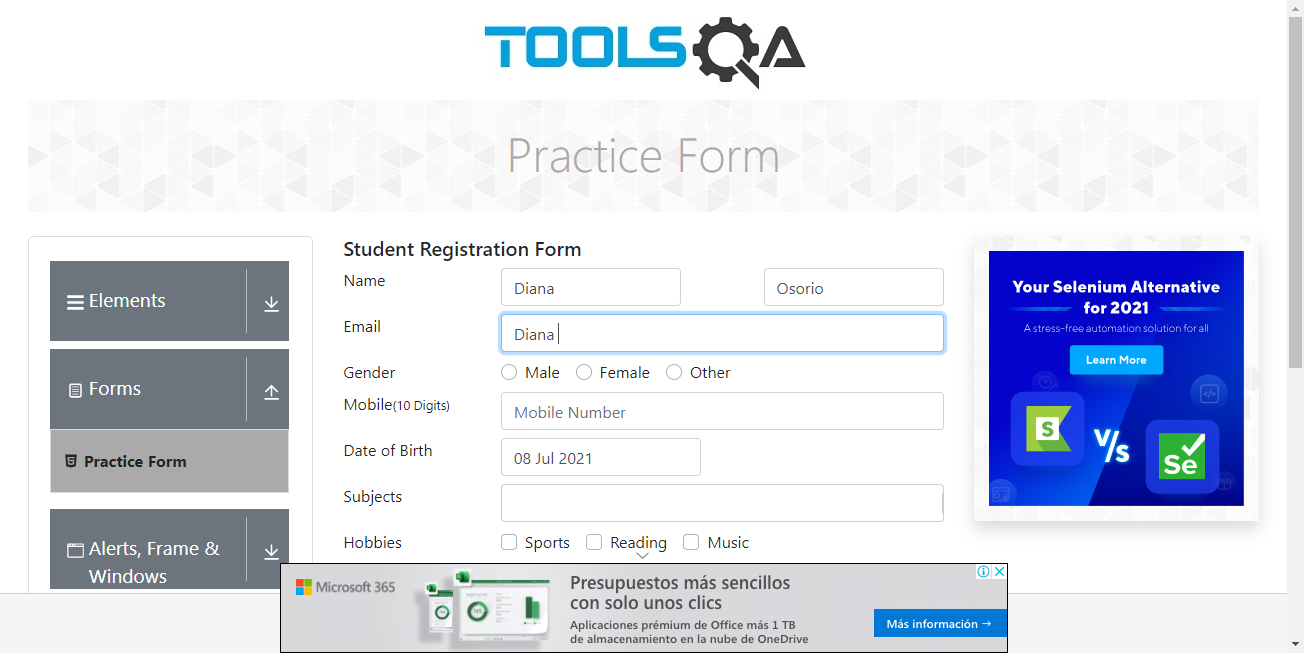 TOOLSQA
Practice Form
Elements
Forms
Practice Form
Alerts, Frame &
Windows
Student Registration Form
Name Diana Osorio
Email Diana
Gender Male Female Other
Mobile(10 Digits) Mobile Number
Date of Birth 08 Jul 2021
Subjects
Hobbies Sports Reading Music
Your Selenium Alternative
for 2021
A stress-free automation solution for all
Learn More
S
V/s
Se
Microsoft 365
Presupuestos más sencillos
con solo unos clics
Aplicaciones prémium de Office más 1 TB
de almacenamiento en la nube de OneDrive
Más información →